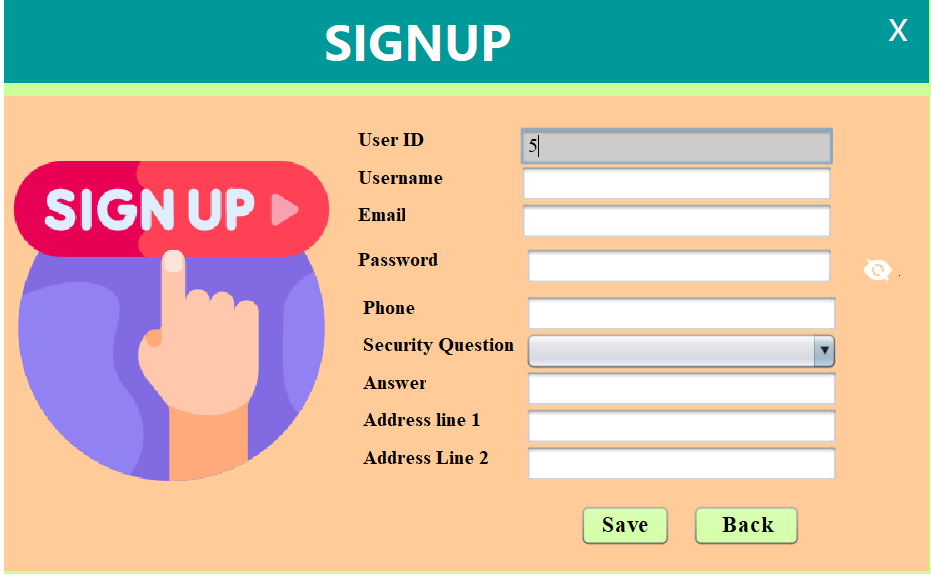 SIGNUP
X
User ID 5
Username
Email
SIGN UP
Password
Phone
Security Question
Answer
Address line 1
Address Line 2
Save Back